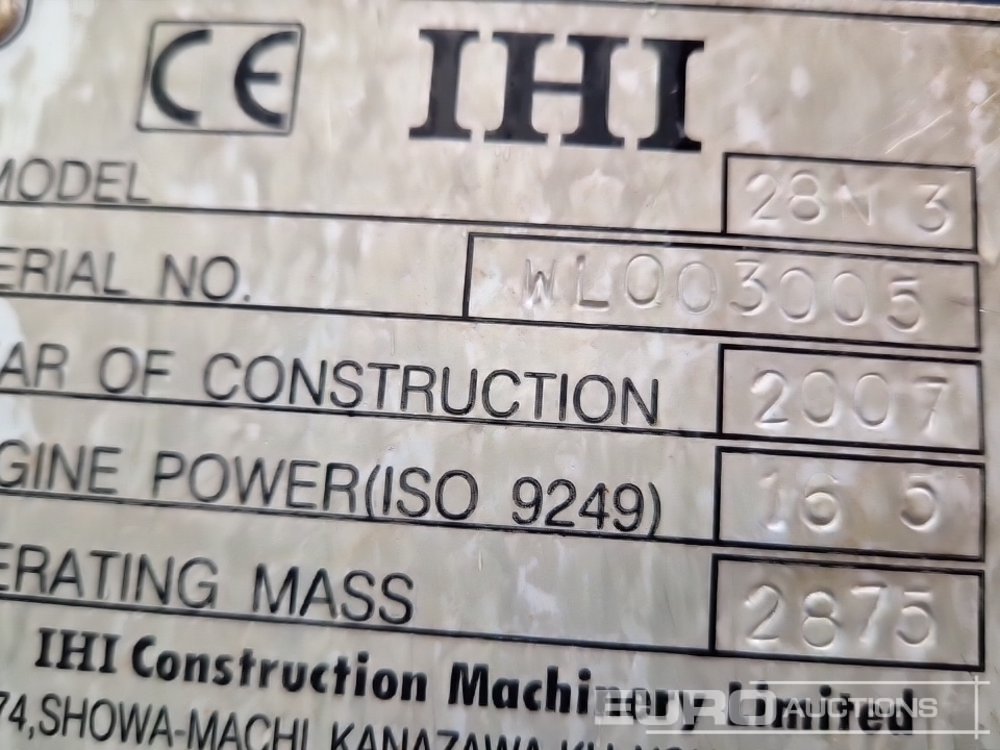 CE IHI
MODEL 28N 3
ERIAL NO. WL003005
AR OF CONSTRUCTION 2007
GINE POWER(ISO 9249) 16 5
ERATING MASS 2875
IHI Construction Machinery Limited
74,SHOWA-MACHI, KANAZAWA-KU,
EURO AUCTIONS